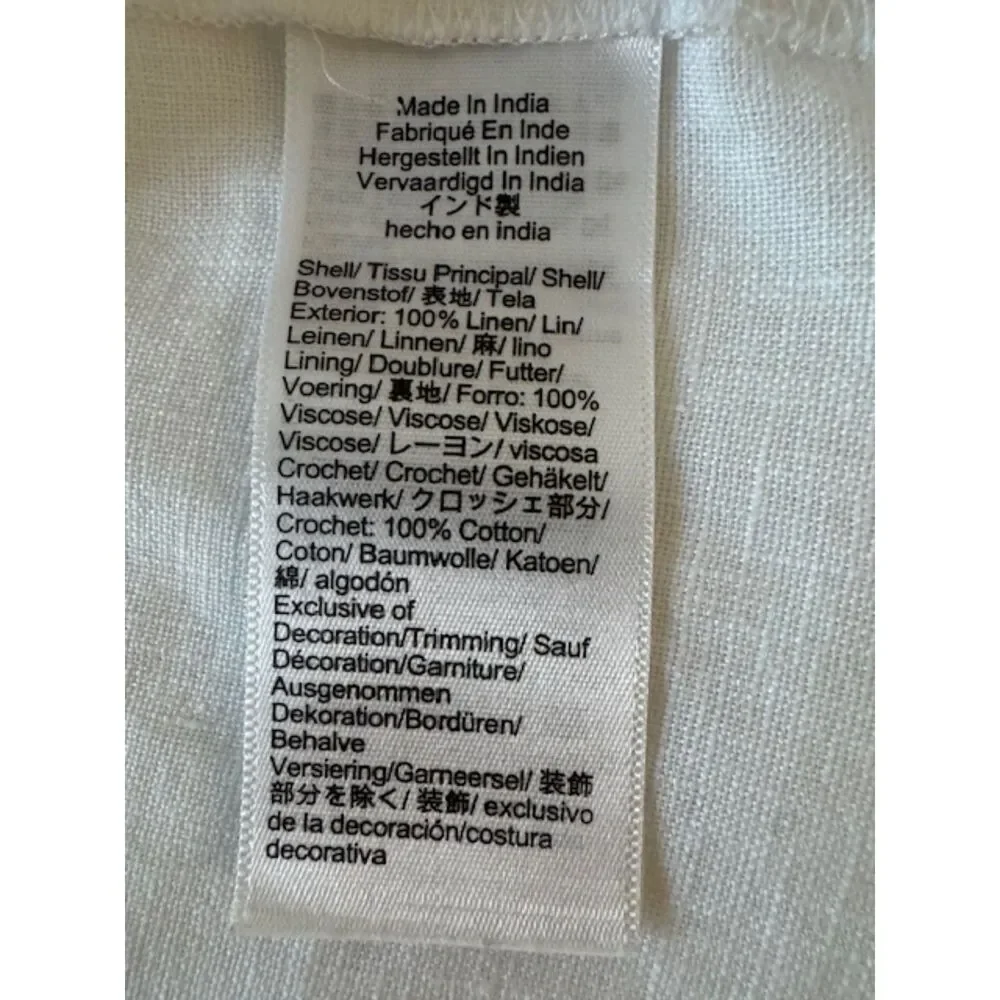 Made In India
Fabriqué En Inde
Hergestellt In Indien
Vervaardigd In India
インド製
hecho en india
Shell/ Tissu Principal/ Shell/
Bovenstof/ 表地/ Tela
Exterior: 100% Linen/ Lin/
Leinen/ Linnen/ 麻/ lino
Lining/ Doublure/ Futter/
Voering/ 裏地/ Forro: 100%
Viscose/ Viscose/ Viskose/
Viscose/ レーヨン/ viscosa
Crochet/ Crochet/ Gehäkelt/
Haakwerk/ クロッシェ部分/
Crochet: 100% Cotton/
Coton/ Baumwolle/ Katoen/
綿/ algodón
Exclusive of
Decoration/Trimming/ Sauf
Décoration/Garniture/
Ausgenommen
Dekoration/Bordüren/
Behalve
Versiering/Garneersel/ 装飾
部分を除く/ 装飾/ exclusivo
de la decoración/costura
decorativa